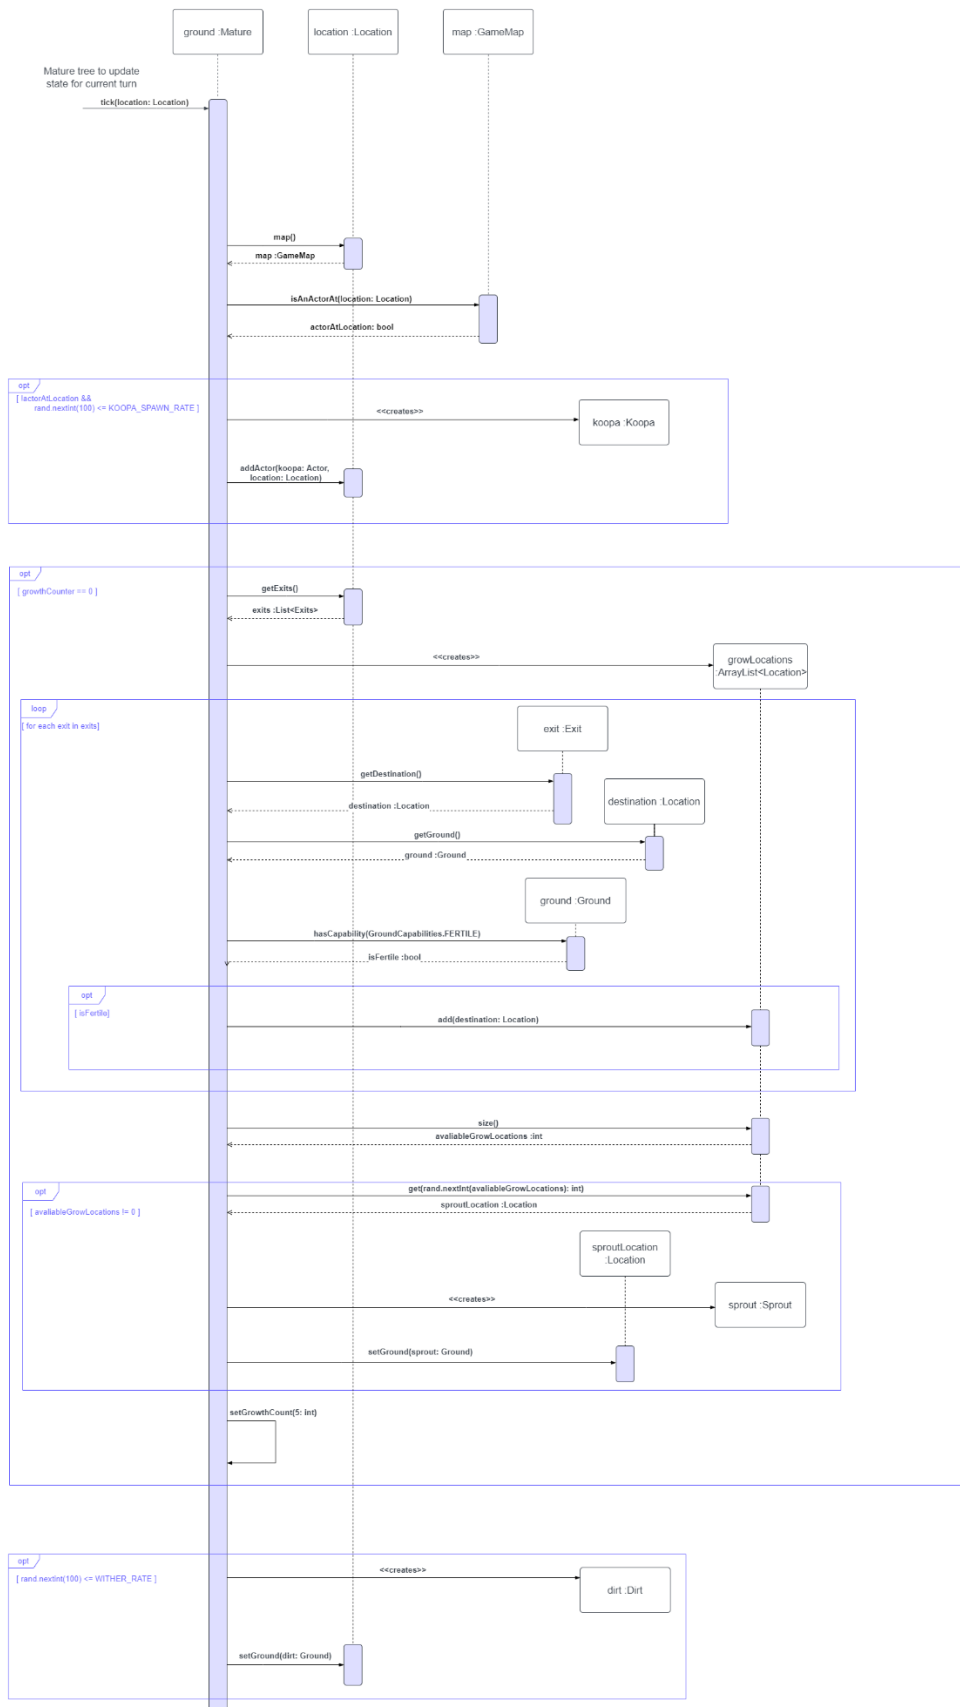 ground :Mature
location :Location
map :GameMap
Mature tree to update
state for current turn
tick(location: Location)
map()
map :GameMap
isAnActorAt(location: Location)
actorAtLocation: bool
opt
[ !actorAtLocation &&
rand.nextInt(100) <= KOOPA_SPAWN_RATE ]
<<creates>>
koopa :Koopa
addActor(koopa: Actor,
location: Location)
opt
[ growthCounter == 0 ]
getExits()
exits :List<Exits>
<<creates>>
growLocations
:ArrayList<Location>
loop
[ for each exit in exits]
exit :Exit
getDestination()
destination :Location
destination :Location
getGround()
ground :Ground
ground :Ground
hasCapability(GroundCapabilities.FERTILE)
isFertile :bool
opt
[ isFertile]
add(destination: Location)
size()
avaliableGrowLocations :int
opt
[ avaliableGrowLocations != 0 ]
get(rand.nextInt(avaliableGrowLocations): int)
sproutLocation :Location
sproutLocation
:Location
<<creates>>
sprout :Sprout
setGround(sprout: Ground)
setGrowthCount(5: int)
opt
[ rand.nextInt(100) <= WITHER_RATE ]
<<creates>>
dirt :Dirt
setGround(dirt: Ground)